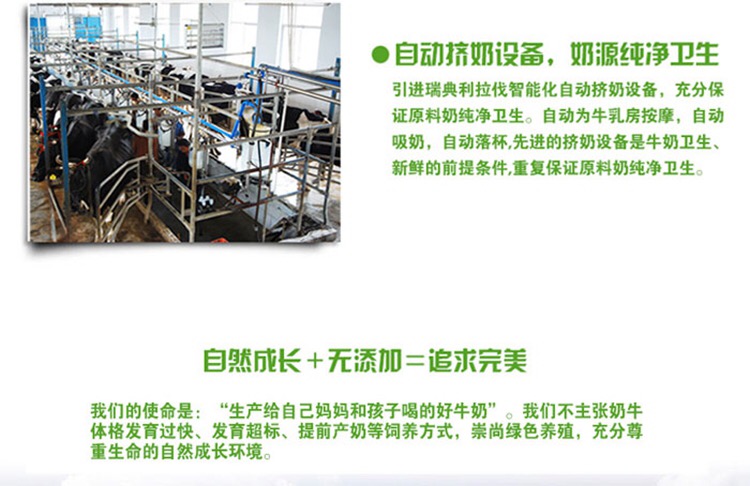 ●自动挤奶设备，奶源纯净卫生
引进瑞典利拉伐智能化自动挤奶设备，充分保
证原料奶纯净卫生。自动为牛乳房按摩，自动
吸奶，自动落杯,先进的挤奶设备是牛奶卫生、
新鲜的前提条件,重复保证原料奶纯净卫生。
自然成长＋无添加＝追求完美
我们的使命是：“生产给自己妈妈和孩子喝的好牛奶”。我们不主张奶牛
体格发育过快、发育超标、提前产奶等饲养方式，崇尚绿色养殖，充分尊
重生命的自然成长环境。